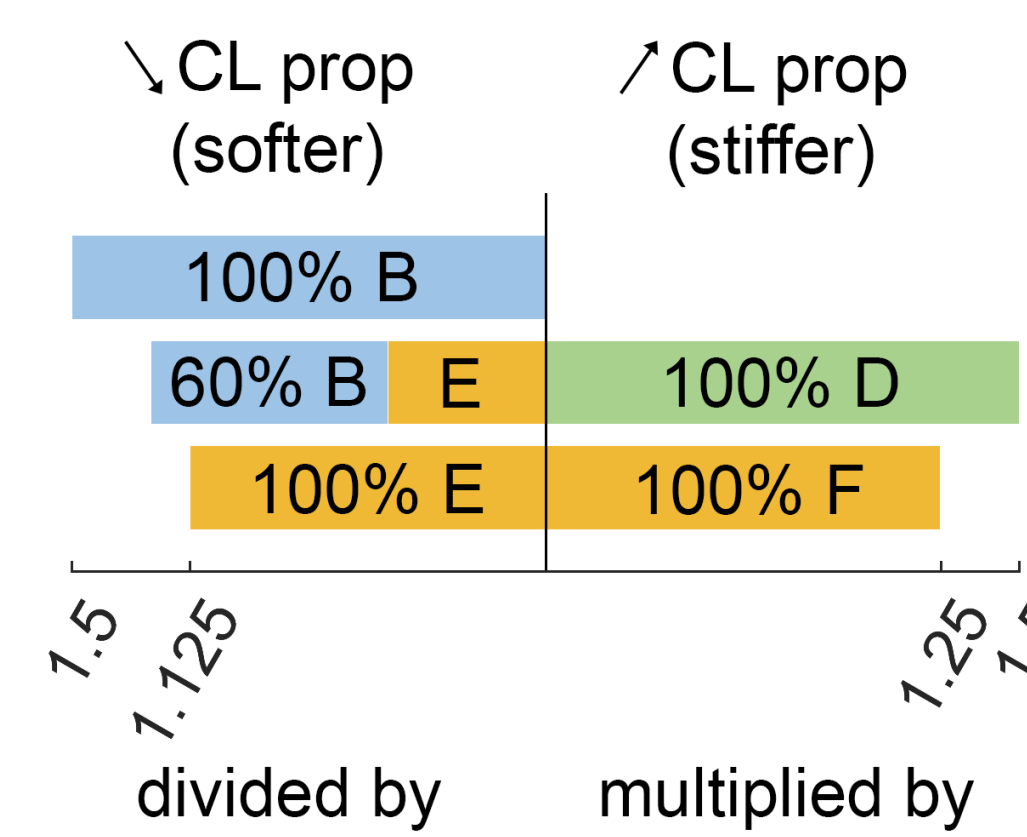 ↘ CL prop
(softer)
↗ CL prop
(stiffer)
100% B
60% B
E
100% D
100% E
100% F
1.5
1.125
1.25
divided by
multiplied by